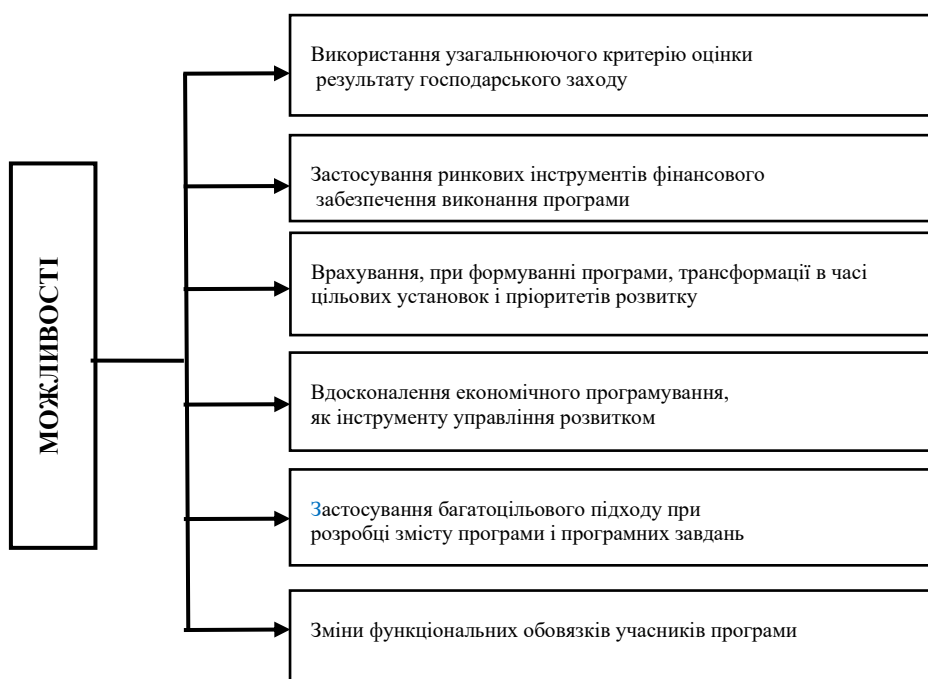 МОЖЛИВОСТІ
Використання узагальнюючого критерію оцінки
результату господарського заходу
Застосування ринкових інструментів фінансового
забезпечення виконання програми
Врахування, при формуванні програми, трансформації в часі
цільових установок і пріоритетів розвитку
Вдосконалення економічного програмування,
як інструменту управління розвитком
Застосування багатоцільового підходу при
розробці змісту програми і програмних завдань
Зміни функціональних обовязків учасників програми